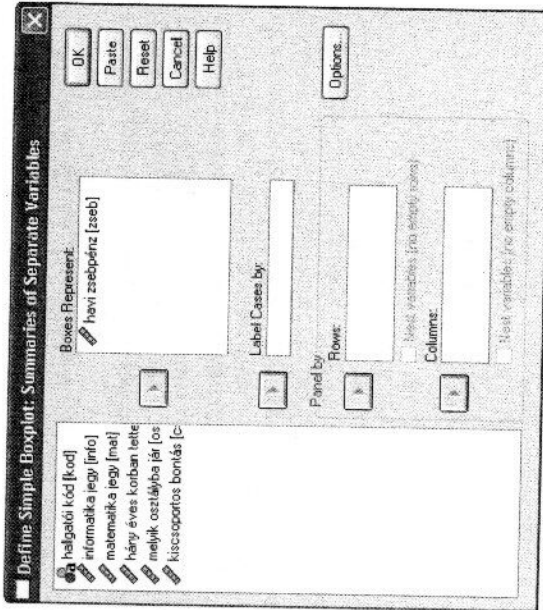 Define Simple Boxplot: Summaries of Separate Variables
halgatói kód [kod]
informatika jegy [info]
matematika jegy [mat]
hány éves korban tette
melyik osztályba jár [os
kiscsoportos bontás [c
Boxes Represent:
havi zsebpénz [zseb]
Label Cases by:
Panel by
Rows:
Nest variables (no empty rows)
Columns:
Nest variables (no empty columns)
OK
Paste
Reset
Cancel
Help
Options...